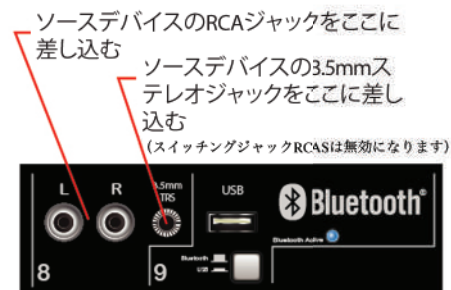 ソースデバイスのRCAジャックをここに
差し込む
ソースデバイスの3.5mmス
テレオジャックをここに差し
込む
(スイッチングジャックRCASは無効になります)
L R 3.5mm TRS USB
Bluetooth®
Bluetooth Active
Bluetooth
USB
8 9